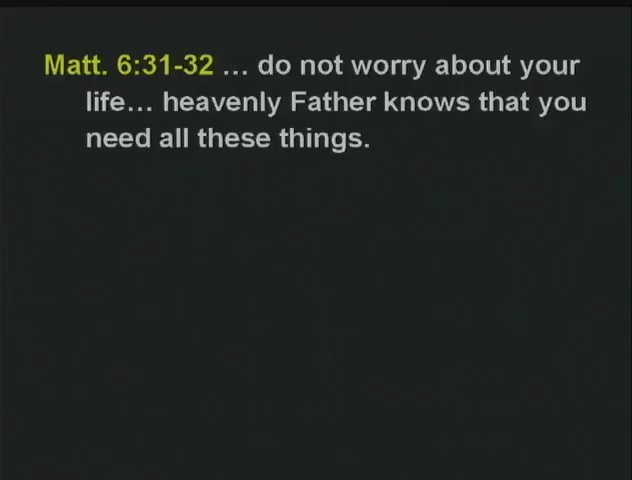 Matt. 6:31-32 … do not worry about your
life… heavenly Father knows that you
need all these things.